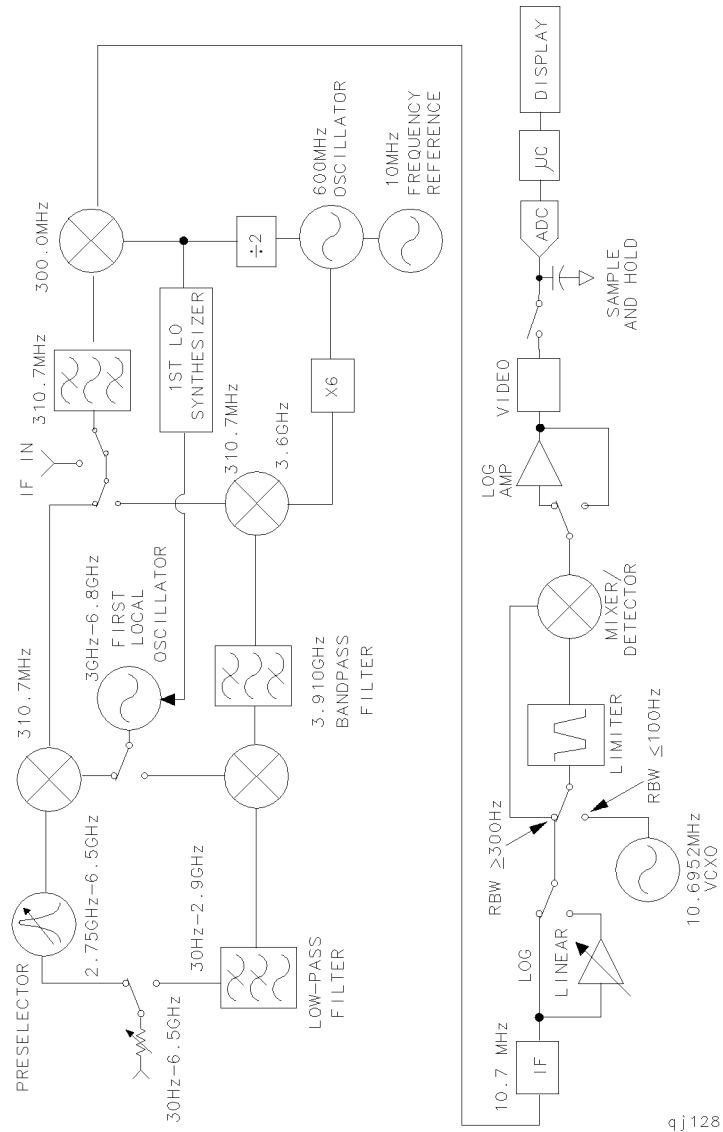 PRESELECTOR
310.7MHz
2.75GHz–6.5GHz
3GHz–6.8GHz
FIRST
LOCAL
OSCILLATOR
IF IN
310.7MHz
300.0MHz
1ST LO
SYNTHESIZER
÷2
600MHz
OSCILLATOR
10MHz
FREQUENCY
REFERENCE
30Hz–6.5GHz
30Hz–2.9GHz
LOW–PASS
FILTER
3.910GHz
BANDPASS
FILTER
310.7MHz
3.6GHz
X6
10.7 MHz
IF
LOG
LINEAR
RBW ≥300Hz
RBW ≤100Hz
10.6952MHz
VCXO
LIMITER
MIXER/
DETECTOR
LOG
AMP
VIDEO
SAMPLE
AND HOLD
ADC
μC
DISPLAY
qj128